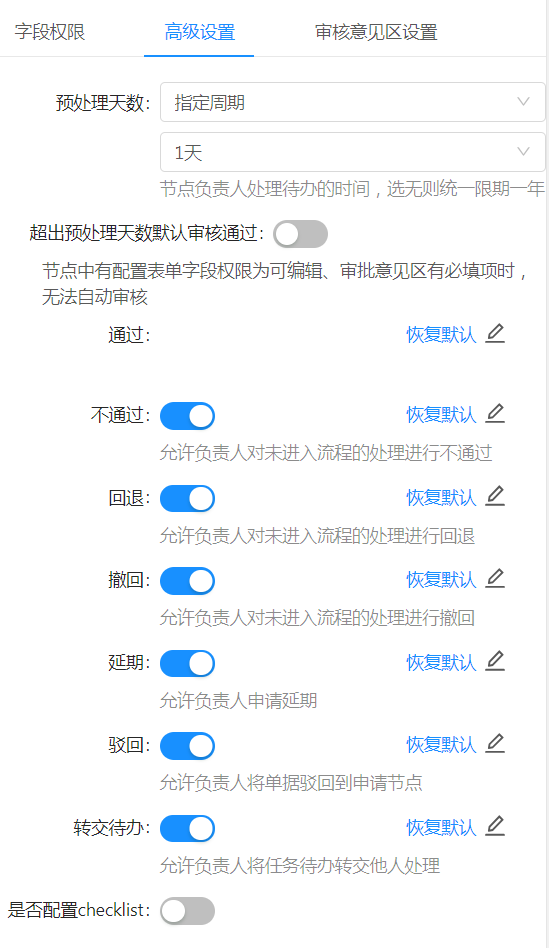 字段权限 高级设置 审核意见区设置
预处理天数: 指定周期
1天
节点负责人处理待办的时间，选无则统一限期一年
超出预处理天数默认审核通过:
节点中有配置表单字段权限为可编辑、审批意见区有必填项时，
无法自动审核
通过: 恢复默认
不通过: 恢复默认
允许负责人对未进入流程的处理进行不通过
回退: 恢复默认
允许负责人对未进入流程的处理进行回退
撤回: 恢复默认
允许负责人对未进入流程的处理进行撤回
延期: 恢复默认
允许负责人申请延期
驳回: 恢复默认
允许负责人将单据驳回到申请节点
转交待办: 恢复默认
允许负责人将任务待办转交他人处理
是否配置checklist: